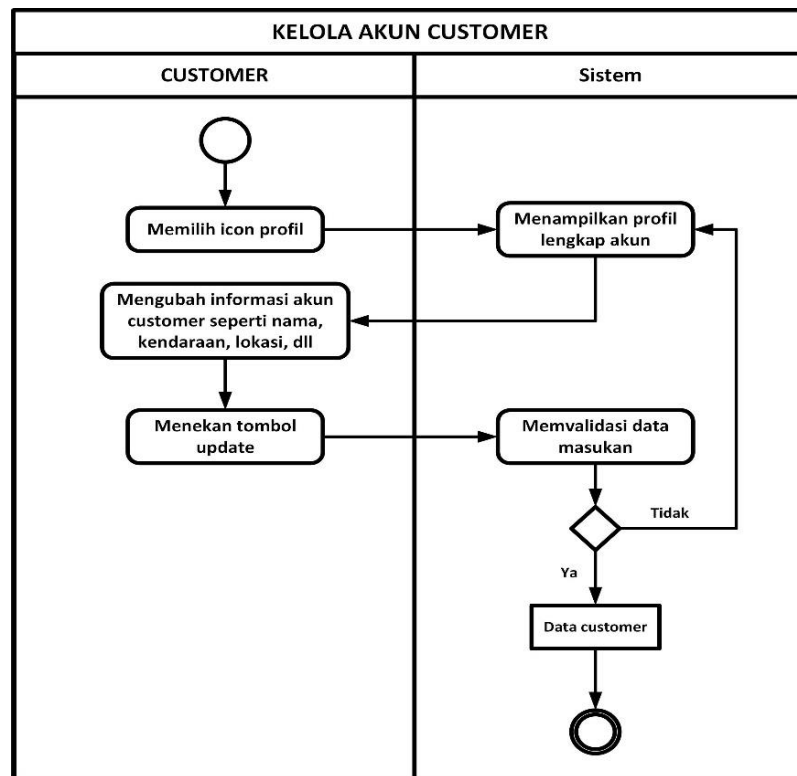 KELOLA AKUN CUSTOMER
CUSTOMER
Sistem
Memilih icon profil
Menampilkan profil
lengkap akun
Mengubah informasi akun
customer seperti nama,
kendaraan, lokasi, dll
Menekan tombol
update
Memvalidasi data
masukan
Tidak
Ya
Data customer